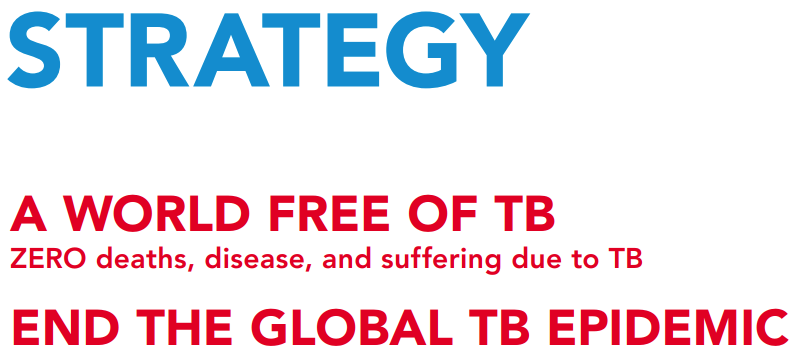 STRATEGY
A WORLD FREE OF TB
ZERO deaths, disease, and suffering due to TB
END THE GLOBAL TB EPIDEMIC